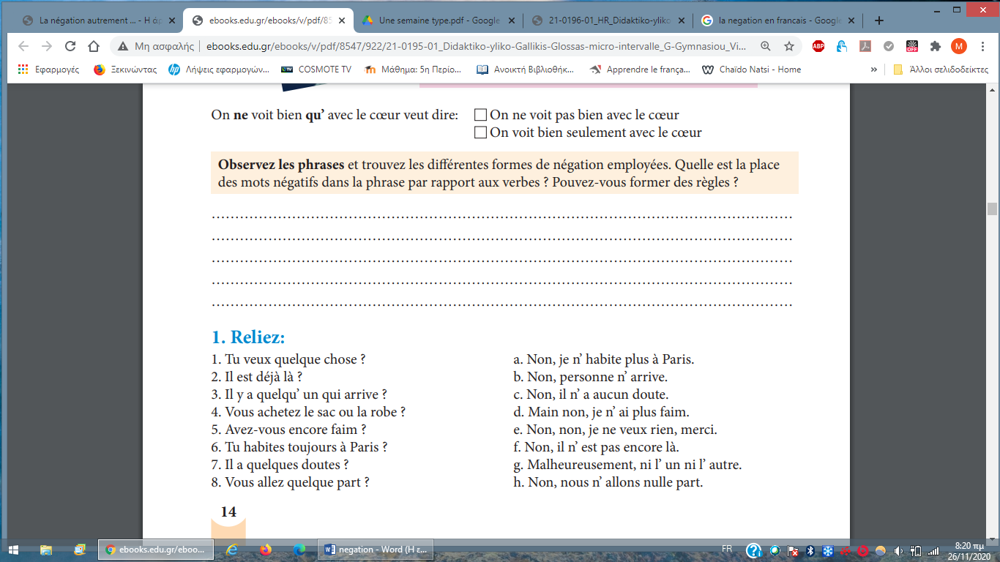 La négation autrement ... - Η άρ
ebooks.edu.gr/ebooks/v/pdf/85
Une semaine type.pdf - Google
21-0196-01_HR_Didaktiko-yliko
la negation en francais - Google
Μη ασφαλής
ebooks.edu.gr/ebooks/v/pdf/8547/922/21-0195-01_Didaktiko-yliko-Gallikis-Glossas-micro-intervalle_G-Gymnasiou_Vi...
ABP
OFF
M
Εφαρμογές
Ξεκινώντας
hp
Λήψεις εφαρμογών...
COSMOTE TV
Μάθημα: 5η Περίο...
Ανοικτή Βιβλιοθήκ...
Apprendre le frança...
Chaïdo Natsi - Home
»
Άλλοι σελιδοδείκτες
On ne voit bien qu’ avec le cœur veut dire:
On ne voit pas bien avec le cœur
On voit bien seulement avec le cœur
Observez les phrases et trouvez les différentes formes de négation employées. Quelle est la place
des mots négatifs dans la phrase par rapport aux verbes ? Pouvez-vous former des règles ?
1. Reliez:
1. Tu veux quelque chose ?
2. Il est déjà là ?
3. Il y a quelqu’ un qui arrive ?
4. Vous achetez le sac ou la robe ?
5. Avez-vous encore faim ?
6. Tu habites toujours à Paris ?
7. Il a quelques doutes ?
8. Vous allez quelque part ?
a. Non, je n’ habite plus à Paris.
b. Non, personne n’ arrive.
c. Non, il n’ a aucun doute.
d. Main non, je n’ ai plus faim.
e. Non, non, je ne veux rien, merci.
f. Non, il n’ est pas encore là.
g. Malheureusement, ni l’ un ni l’ autre.
h. Non, nous n’ allons nulle part.
14
ebooks.edu.gr/eboo...
negation - Word (Η ε...
FR
8:20 πμ
26/11/2020